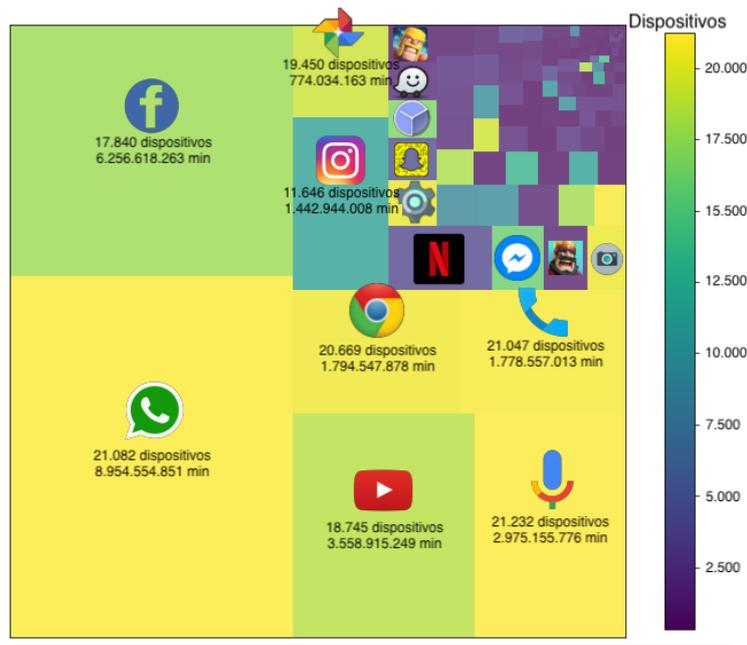 Dispositivos
19.450 dispositivos
774.034.163 min
17.840 dispositivos
6.256.618.263 min
11.646 dispositivos
1.442.944.008 min
20.669 dispositivos
1.794.547.878 min
21.047 dispositivos
1.778.557.013 min
21.082 dispositivos
8.954.554.851 min
18.745 dispositivos
3.558.915.249 min
21.232 dispositivos
2.975.155.776 min
20.000
17.500
15.500
12.500
10.000
7.500
5.000
2.500
f
N